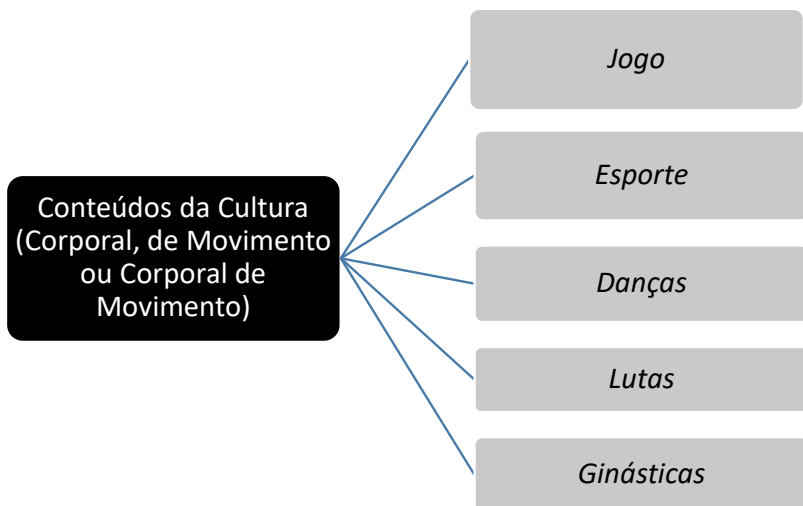 Conteúdos da Cultura
(Corporal, de Movimento
ou Corporal de
Movimento)
Jogo
Esporte
Danças
Lutas
Ginásticas